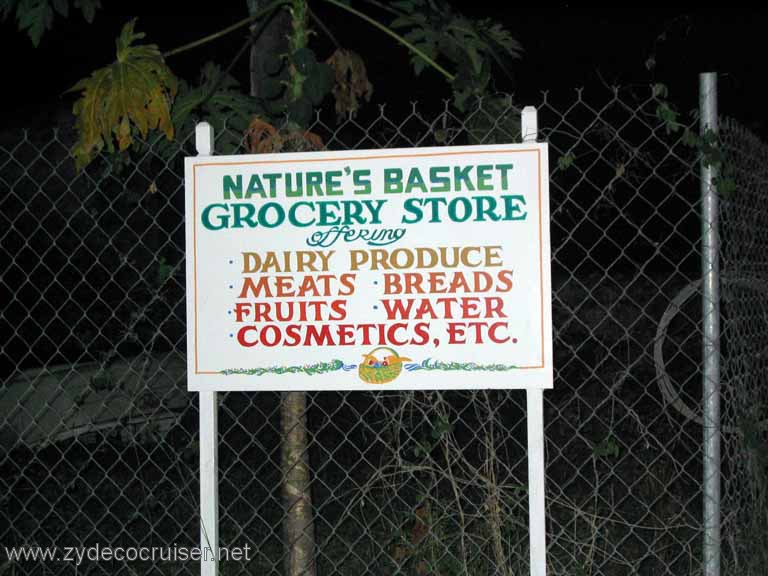 NATURE'S BASKET
GROCERY STORE
offering
· DAIRY PRODUCE
· MEATS · BREADS
· FRUITS · WATER
· COSMETICS, ETC.
www.zydecocruiser.net